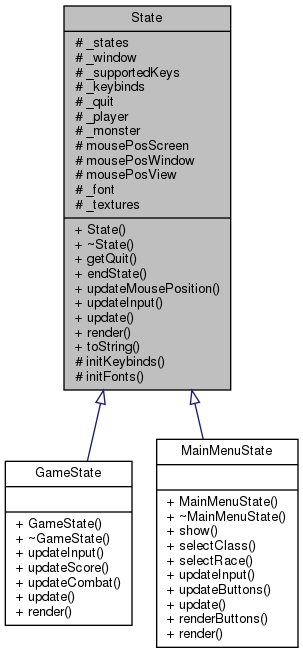 State
# _states
# _window
# _supportedKeys
# _keybinds
# _quit
# _player
# _monster
# mousePosScreen
# mousePosWindow
# mousePosView
# _font
# _textures
+ State()
+ ~State()
+ getQuit()
+ endState()
+ updateMousePosition()
+ updateInput()
+ update()
+ render()
+ toString()
# initKeybinds()
# initFonts()
GameState
+ GameState()
+ ~GameState()
+ updateInput()
+ updateScore()
+ updateCombat()
+ update()
+ render()
MainMenuState
+ MainMenuState()
+ ~MainMenuState()
+ show()
+ selectClass()
+ selectRace()
+ updateInput()
+ updateButtons()
+ update()
+ renderButtons()
+ render()